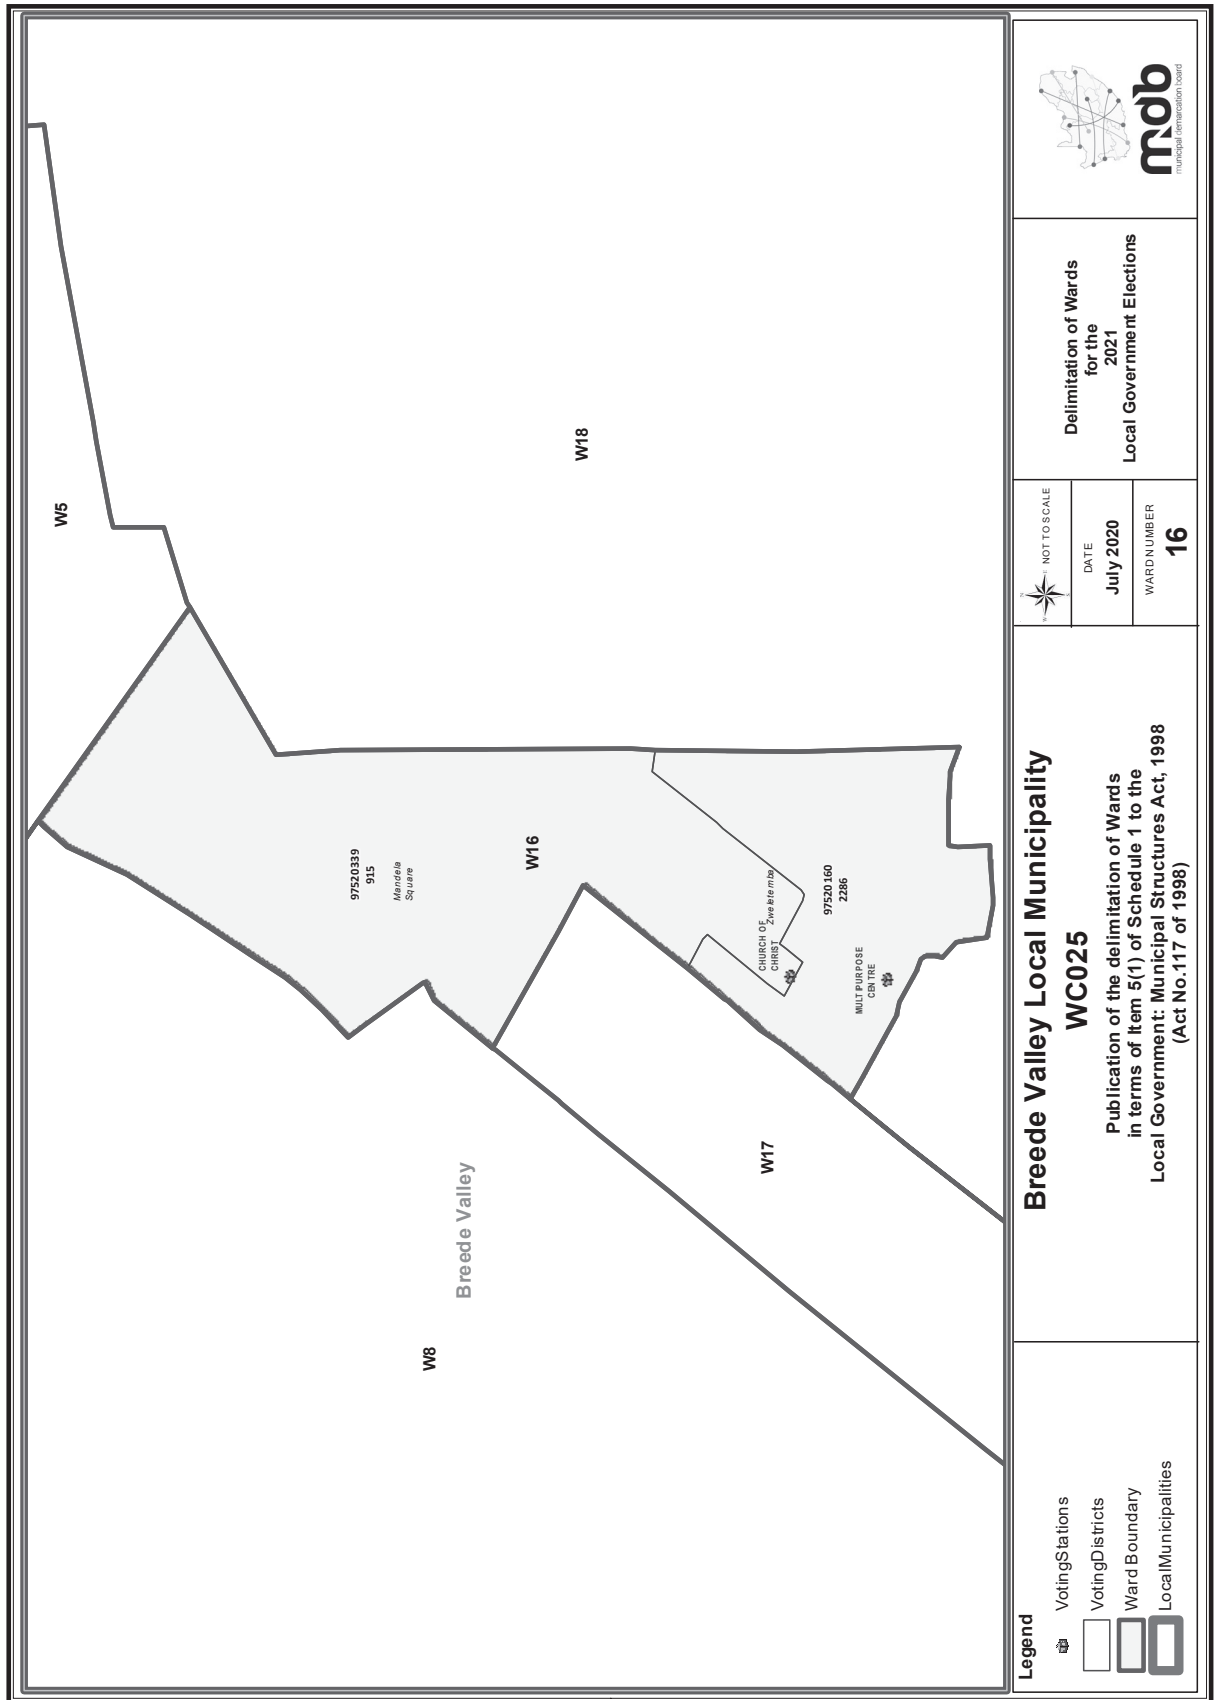 W5
W18
97520339
915
Mandela
Square
W16
CHURCH OF
CHRIST
Zweletemba
97520160
2286
MULTIPURPOSE
CENTRE
Breede Valley
W8
W17
Legend
VotingStations
VotingDistricts
Ward Boundary
LocalMunicipalities
Breede Valley Local Municipality
WC025
Publication of the delimitation of Wards
in terms of Item 5(1) of Schedule 1 to the
Local Government: Municipal Structures Act, 1998
(Act No.117 of 1998)
N
W
E
S
NOT TO SCALE
DATE
July 2020
WARD NUMBER
16
Delimitation of Wards
for the
2021
Local Government Elections
mdb
municipal demarcation board